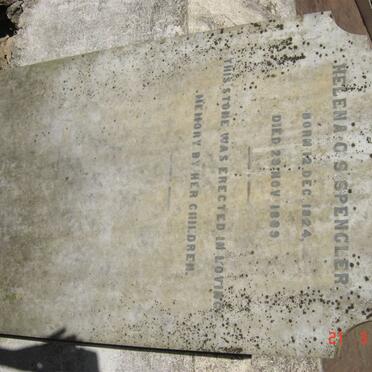 HELENA C.S. SPENGLER
BORN 12 DEC. 1824,
DIED 29 NOV. 1899
THIS STONE WAS ERECTED IN LOVING
MEMORY BY HER CHILDREN.